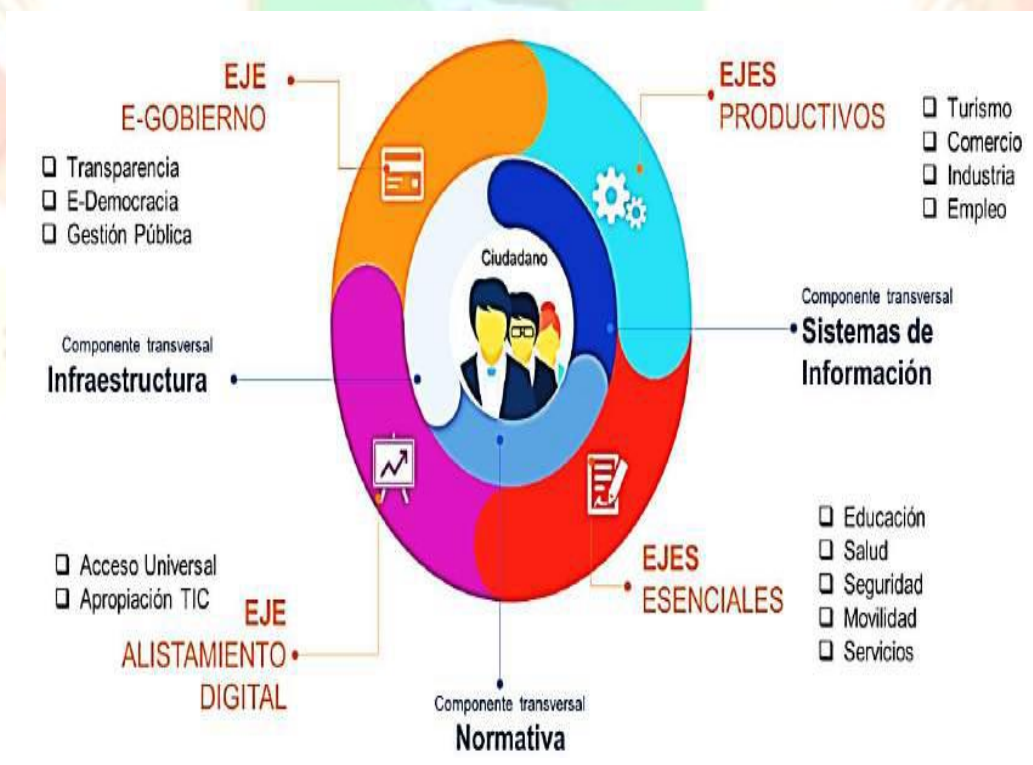 EJE
E-GOBIERNO
❑ Transparencia
❑ E-Democracia
❑ Gestión Pública
EJES
PRODUCTIVOS
❑ Turismo
❑ Comercio
❑ Industria
❑ Empleo
Ciudadano
Componente transversal
Infraestructura
Componente transversal
Sistemas de
Información
❑ Acceso Universal
❑ Apropiación TIC
EJE
ALISTAMIENTO
DIGITAL
EJES
ESENCIALES
❑ Educación
❑ Salud
❑ Seguridad
❑ Movilidad
❑ Servicios
Componente transversal
Normativa